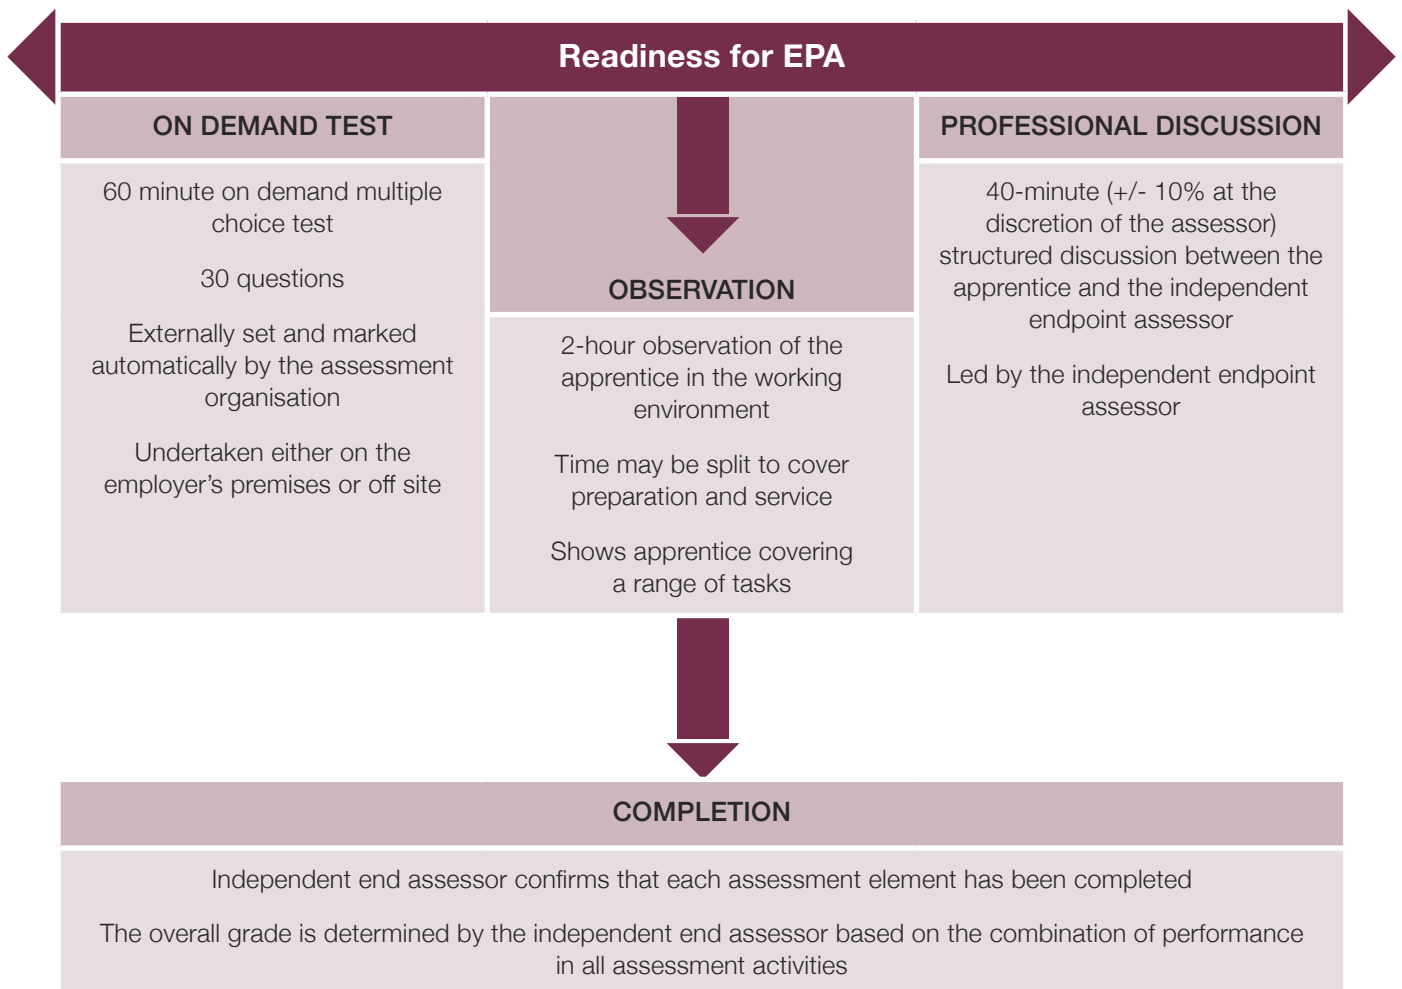 Readiness for EPA
ON DEMAND TEST
60 minute on demand multiple
choice test
30 questions
Externally set and marked
automatically by the assessment
organisation
Undertaken either on the
employer’s premises or off site
OBSERVATION
2-hour observation of the
apprentice in the working
environment
Time may be split to cover
preparation and service
Shows apprentice covering
a range of tasks
PROFESSIONAL DISCUSSION
40-minute (+/- 10% at the
discretion of the assessor)
structured discussion between the
apprentice and the independent
endpoint assessor
Led by the independent endpoint
assessor
COMPLETION
Independent end assessor confirms that each assessment element has been completed
The overall grade is determined by the independent end assessor based on the combination of performance
in all assessment activities